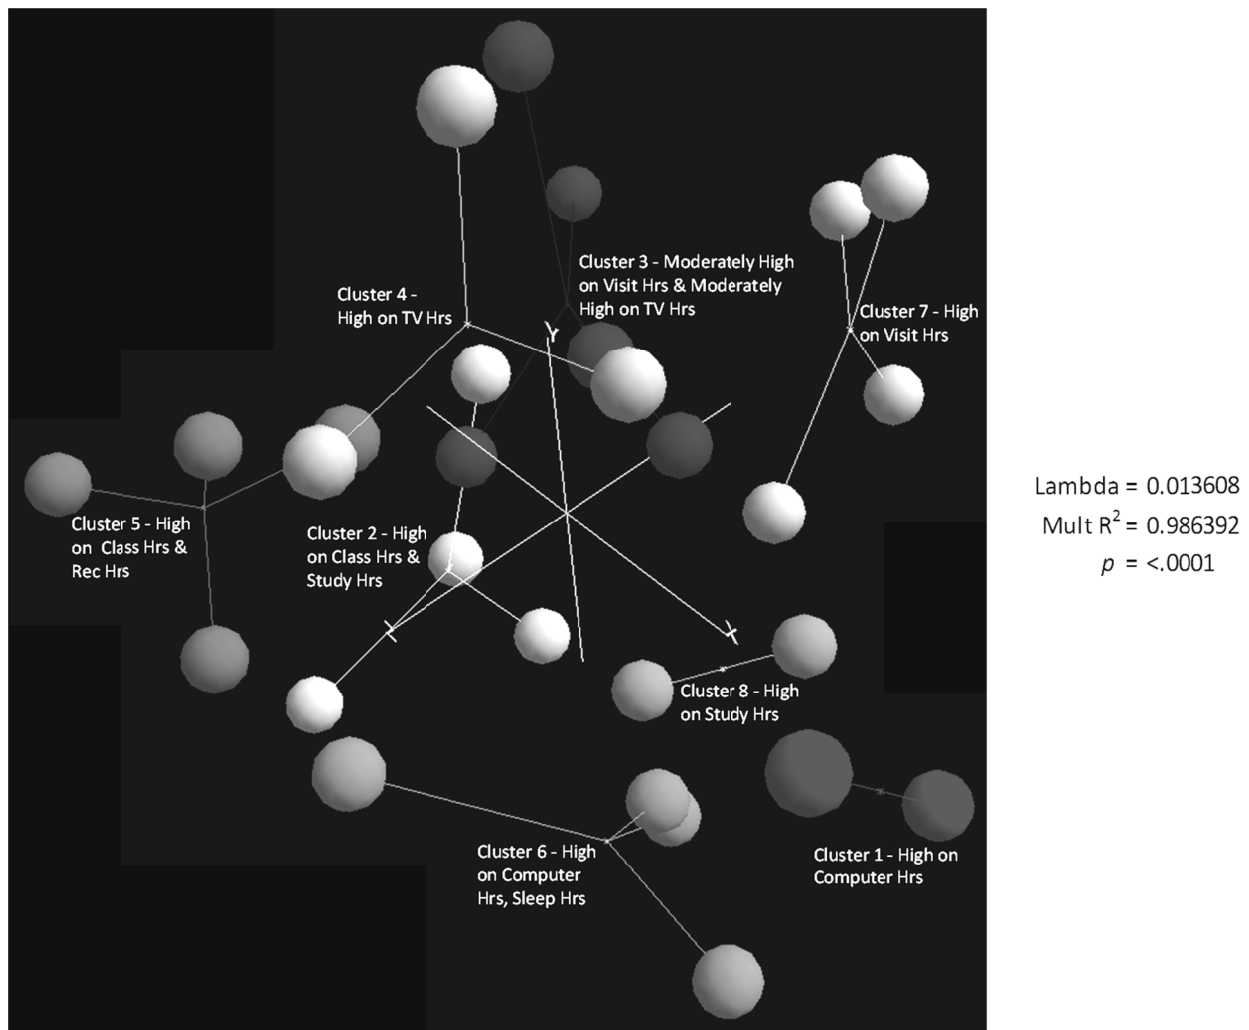 Cluster 3 - Moderately High
on Visit Hrs & Moderately
High on TV Hrs
Cluster 4 -
High on TV Hrs
Cluster 7 - High
on Visit Hrs
Y
Cluster 5 - High
on Class Hrs &
Rec Hrs
Cluster 2 - High
on Class Hrs &
Study Hrs
Z
X
Cluster 8 - High
on Study Hrs
Cluster 6 - High
on Computer
Hrs, Sleep Hrs
Cluster 1 - High on
Computer Hrs
Lambda = 0.013608
Mult R² = 0.986392
p = <.0001